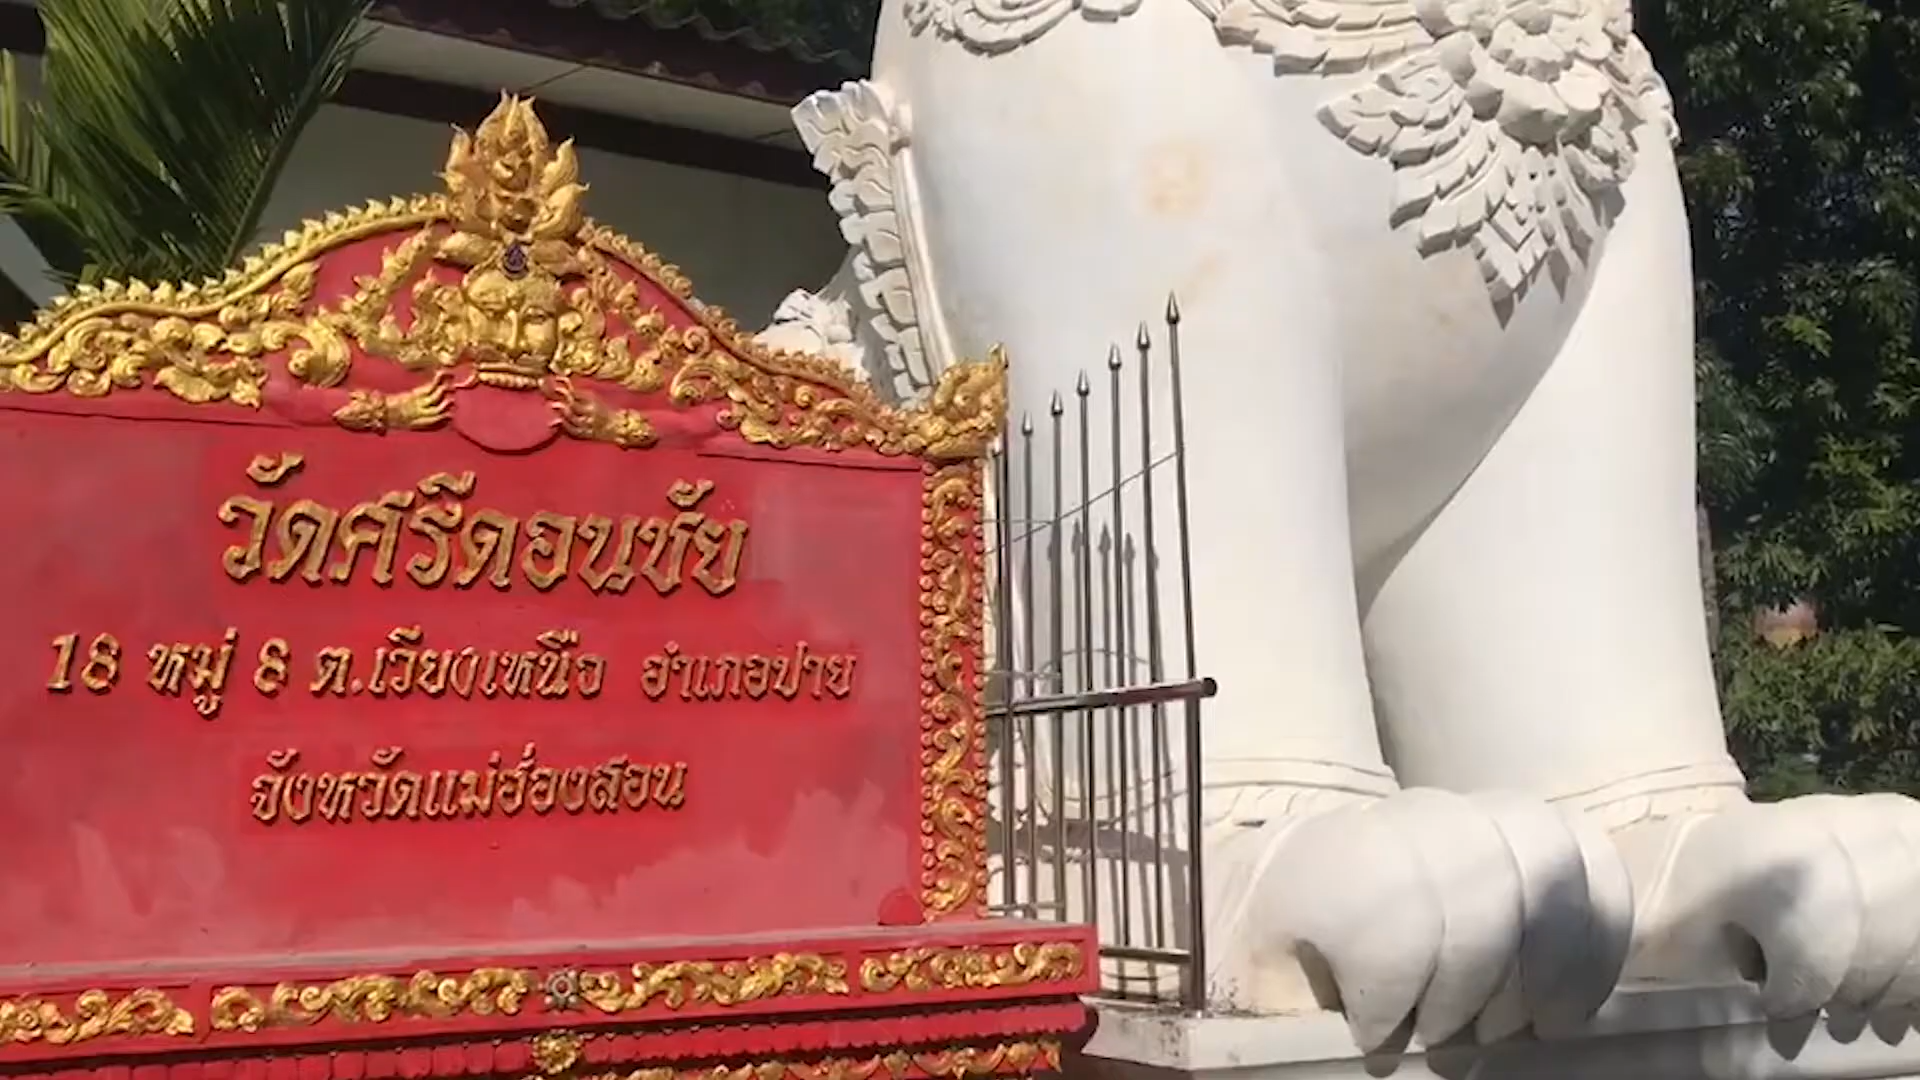 วัดศรีดอนชัย
18 หมู่ 8 ต.เวียงเหนือ อำเภอปาย
จังหวัดแม่ฮ่องสอน